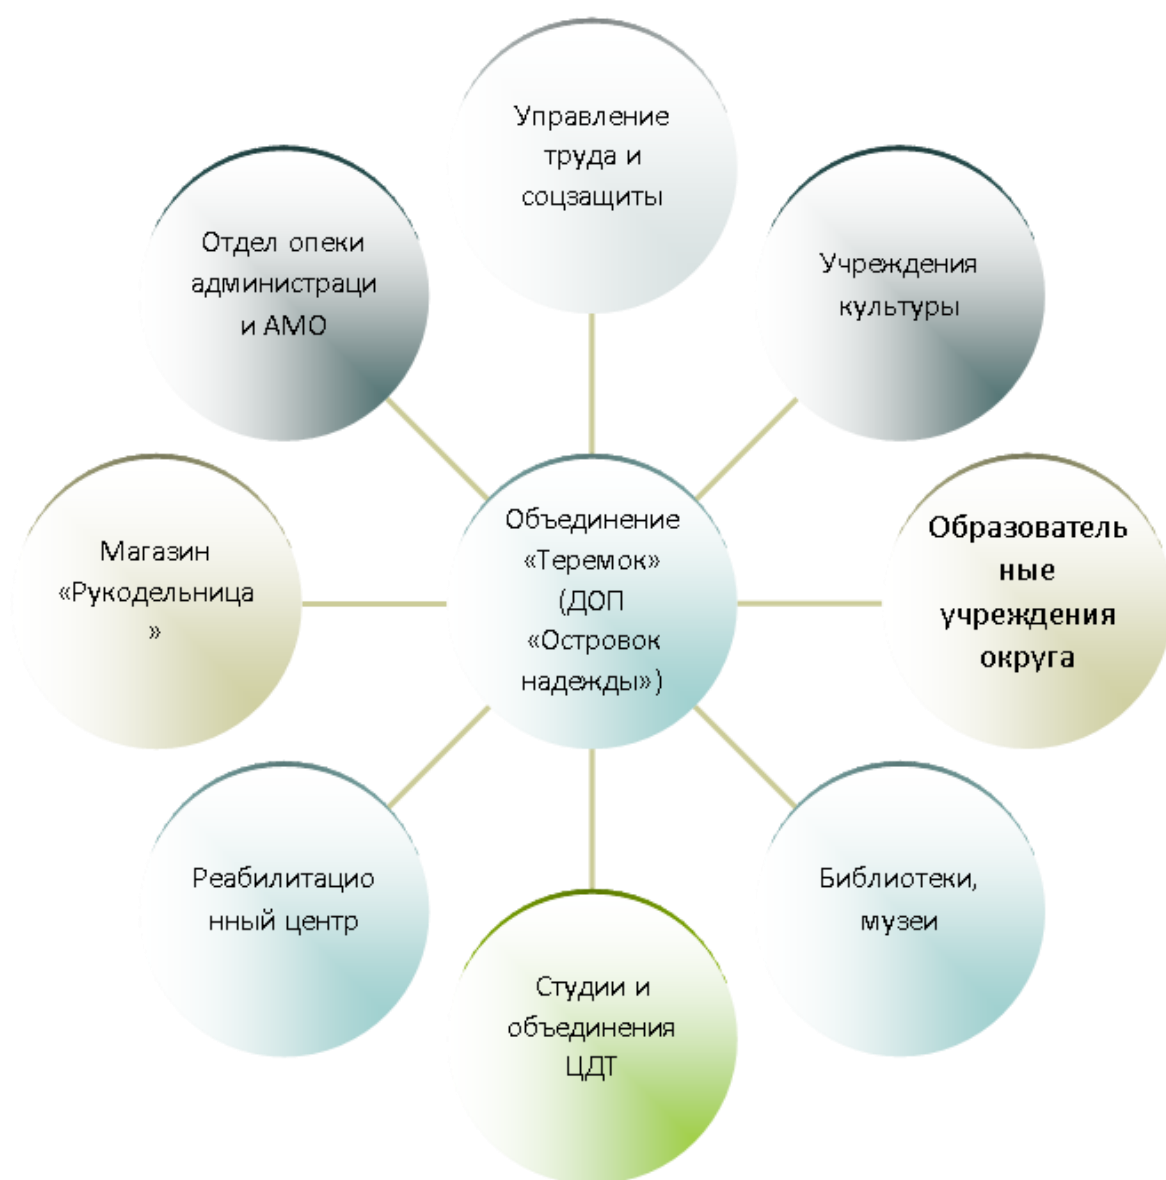 Управление
труда и
соцзащиты
Учреждения
культуры
Образователь
ные
учреждения
округа
Библиотеки,
музеи
Студии и
объединения
ЦДТ
Реабилитацио
нный центр
Магазин
«Рукодельница
»
Отдел опеки
администраци
и АМО
Объединение
«Теремок»
(ДОП
«Островок
надежды»)